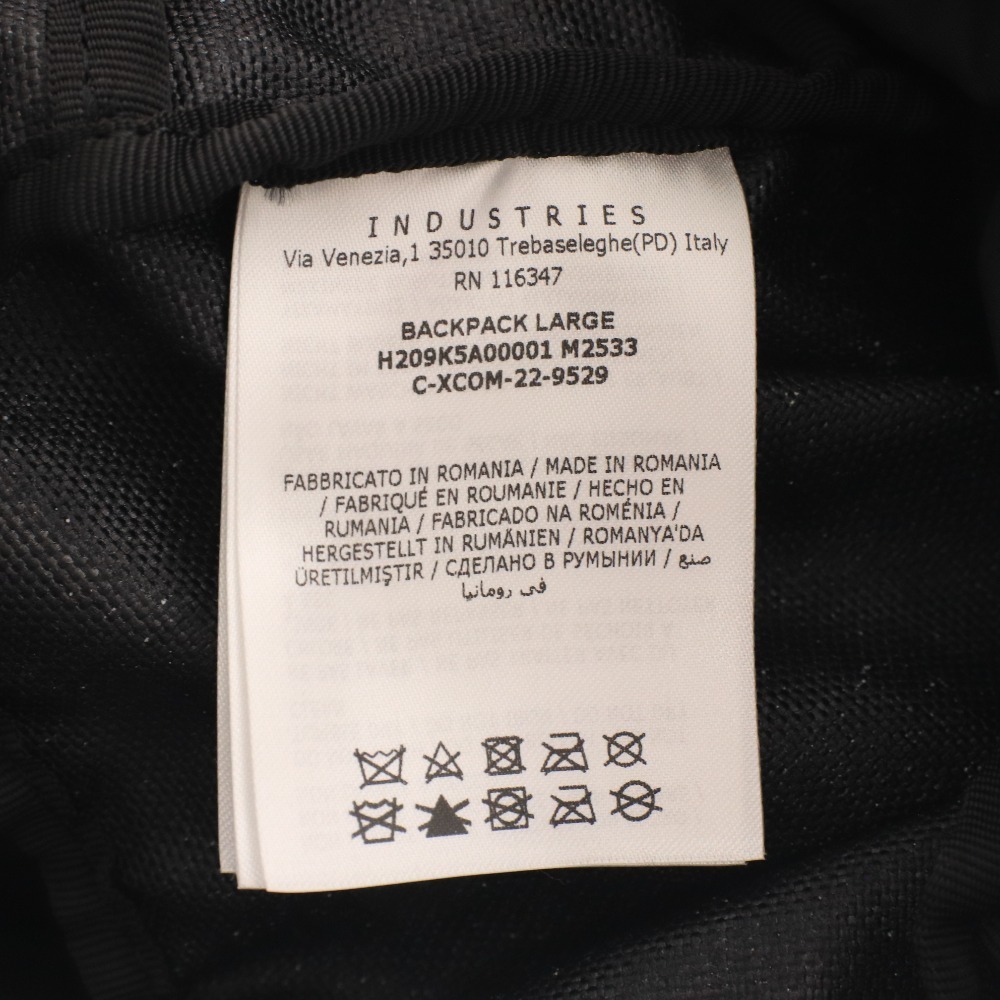 INDUSTRIES
Via Venezia,1 35010 Trebaseleghe(PD) Italy
RN 116347
BACKPACK LARGE
H209K5A00001 M2533
C-XCOM-22-9529
FABBRICATO IN ROMANIA / MADE IN ROMANIA
/ FABRIQUÉ EN ROUMANIE / HECHO EN
RUMANIA / FABRICADO NA ROMÉNIA /
HERGESTELLT IN RUMÄNIEN / ROMANYA'DA
ÜRETILMIŞTIR / СДЕЛАНО В РУМЫНИИ / صنع
في رومانيا